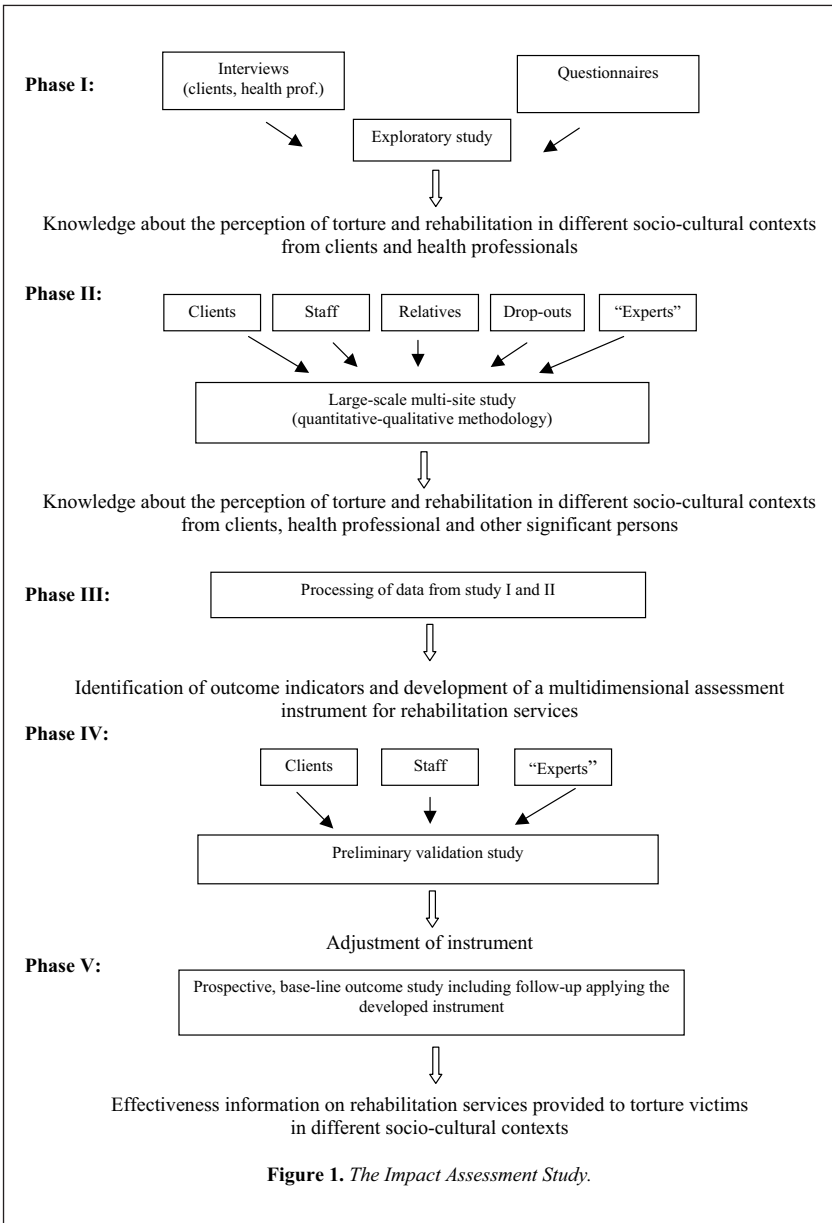 Phase I:
Interviews
(clients, health prof.)
Questionnaires
Exploratory study
Knowledge about the perception of torture and rehabilitation in different socio-cultural contexts
from clients and health professionals
Phase II:
Clients
Staff
Relatives
Drop-outs
“Experts”
Large-scale multi-site study
(quantitative-qualitative methodology)
Knowledge about the perception of torture and rehabilitation in different socio-cultural contexts
from clients, health professional and other significant persons
Phase III:
Processing of data from study I and II
Identification of outcome indicators and development of a multidimensional assessment
instrument for rehabilitation services
Phase IV:
Clients
Staff
“Experts”
Preliminary validation study
Adjustment of instrument
Phase V:
Prospective, base-line outcome study including follow-up applying the
developed instrument
Effectiveness information on rehabilitation services provided to torture victims
in different socio-cultural contexts
Figure 1. The Impact Assessment Study.